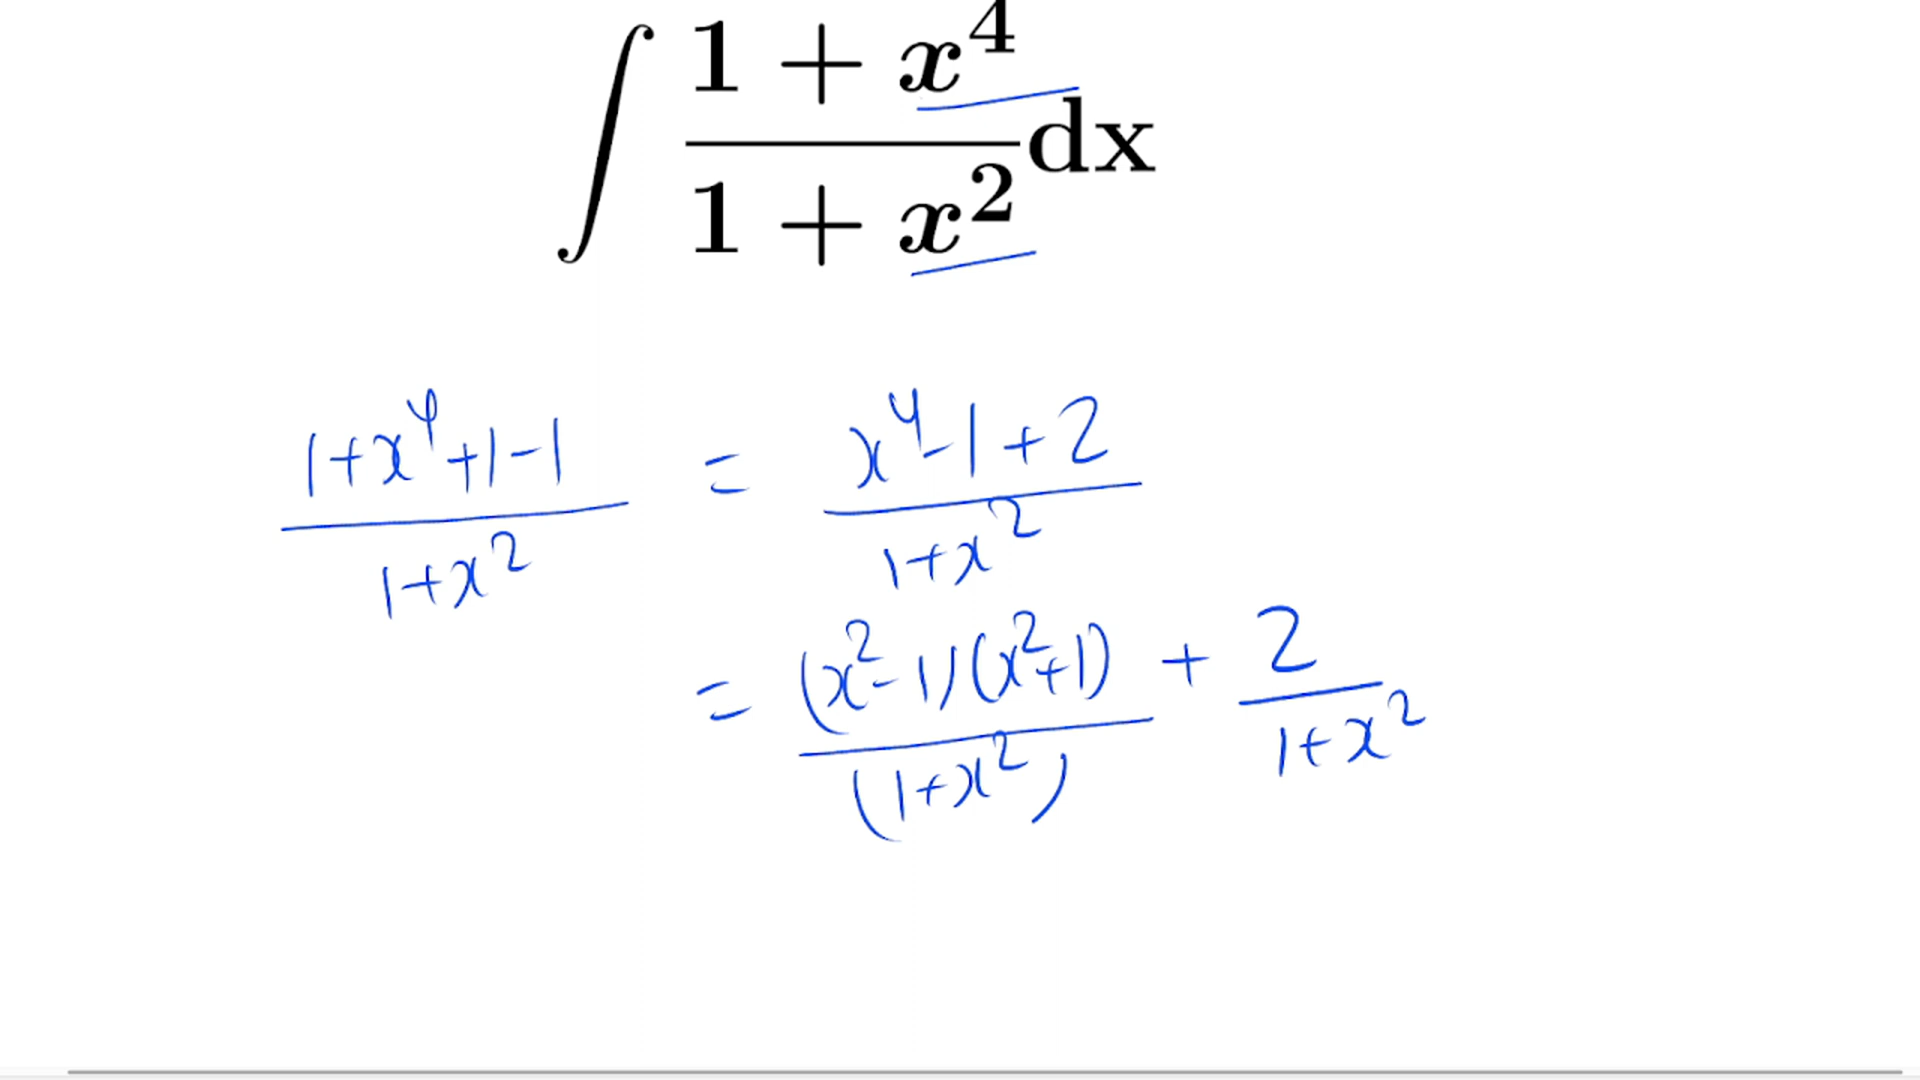 ∫ (1 + x⁴)/(1 + x²) dx
(1+x⁴+1-1)/(1+x²) = (x⁴-1+2)/(1+x²)
= (x²-1)(x²+1)/(1+x²) + 2/(1+x²)